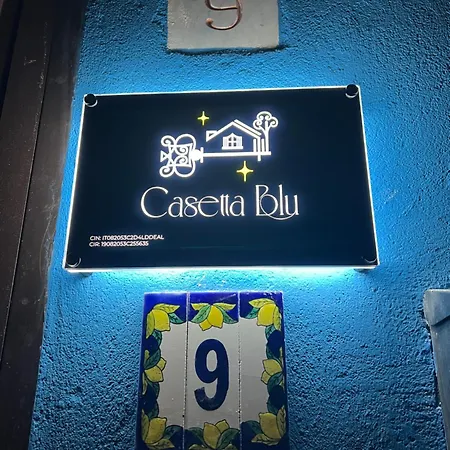 9
Casetta Blu
CIN: IT082053C2D4LDDEAL
CIR: 19082053C255635
9